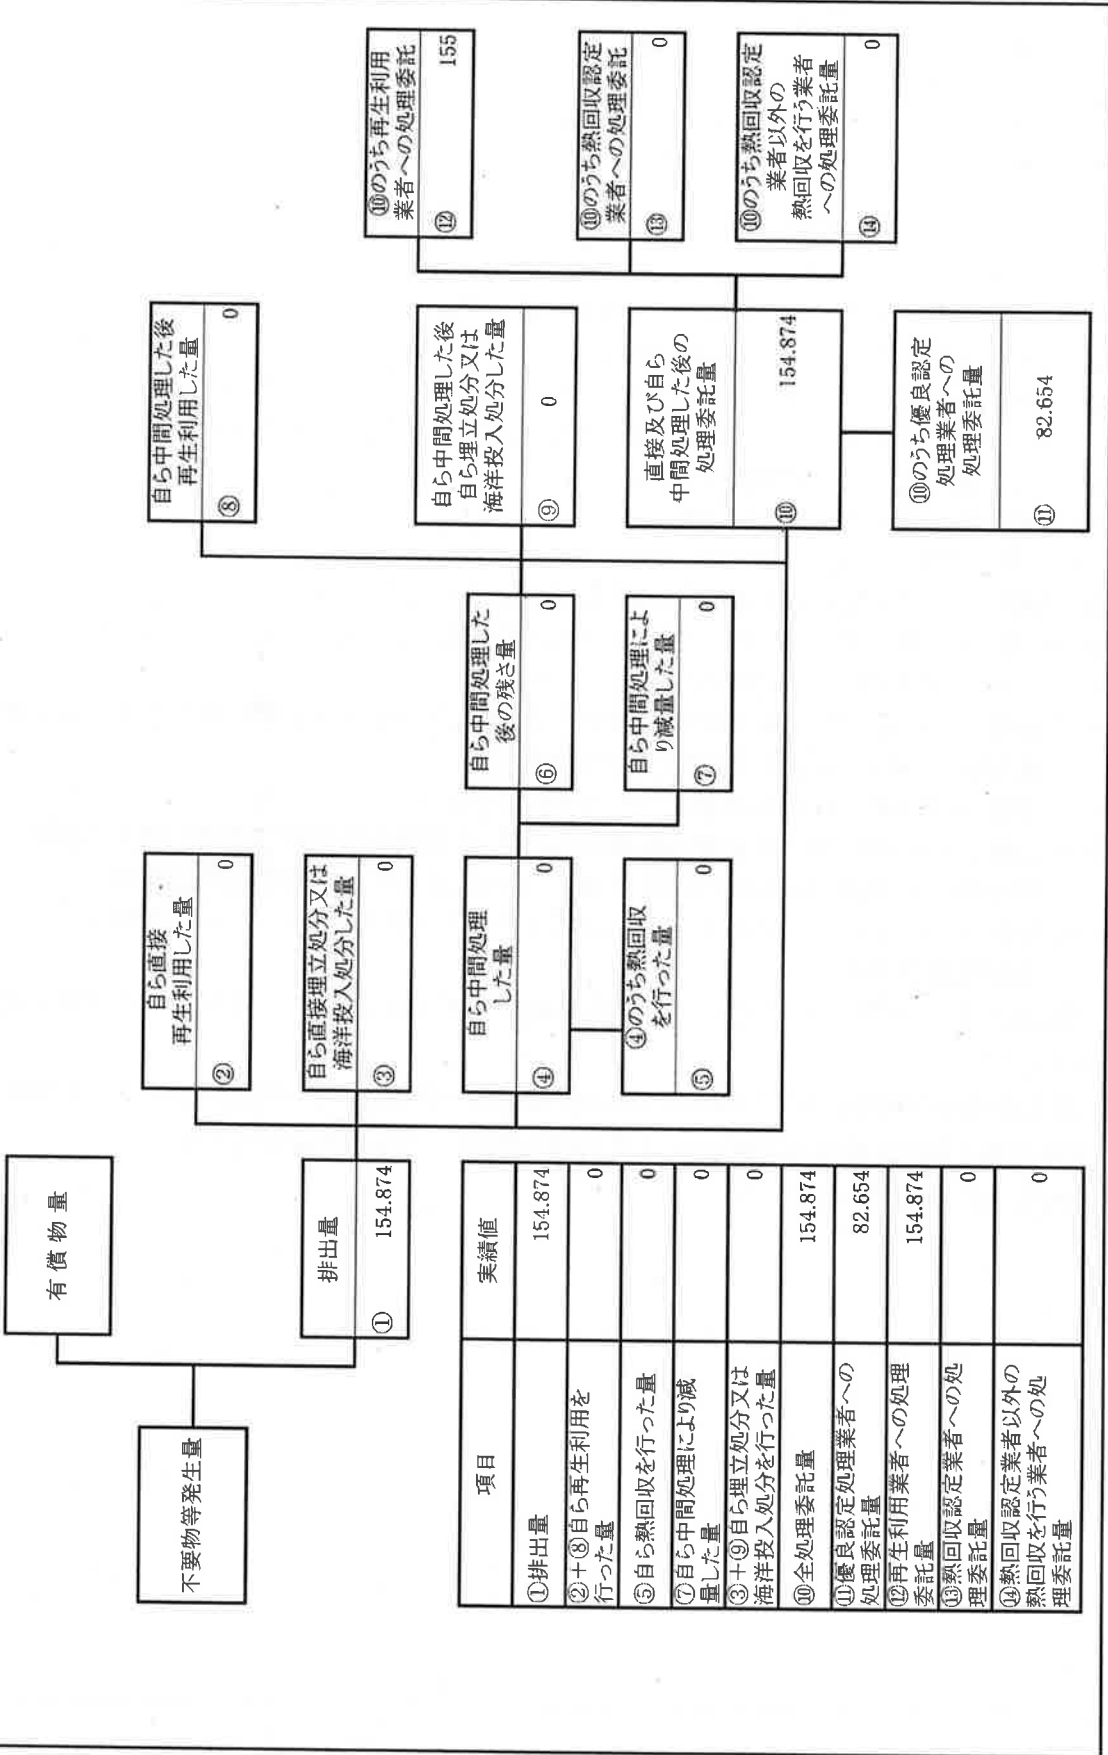 有償物量
不要物等発生量
排出量
① 154.874
自ら直接
再生利用した量
② 0
自ら直接埋立処分又は
海洋投入処分した量
③ 0
自ら中間処理
した量
④ 0
④のうち熱回収
を行った量
⑤ 0
自ら中間処理した
後の残さ量
⑥ 0
自ら中間処理によ
り減量した量
⑦ 0
自ら中間処理した後
再生利用した量
⑧ 0
自ら中間処理した後
自ら埋立処分又は
海洋投入処分した量
⑨ 0
直接及び自ら
中間処理した後の
処理委託量
⑩ 154.874
⑩のうち優良認定
処理業者への
処理委託量
⑪ 82.654
⑩のうち再生利用
業者への処理委託
⑫ 155
⑩のうち熱回収認定
業者への処理委託
⑬ 0
⑩のうち熱回収認定
業者以外の
熱回収を行う業者
への処理委託量
⑭ 0
項目 実績値
①排出量 154.874
②+⑧自ら再生利用を
行った量 0
⑤自ら熱回収を行った量 0
⑦自ら中間処理により減
量した量 0
③+⑨自ら埋立処分又は
海洋投入処分を行った量 0
⑩全処理委託量 154.874
⑪優良認定処理業者への
処理委託量 82.654
⑫再生利用業者への処理
委託量 154.874
⑬熱回収認定業者への処
理委託量 0
⑭熱回収認定業者以外の
熱回収を行う業者への処
理委託量 0